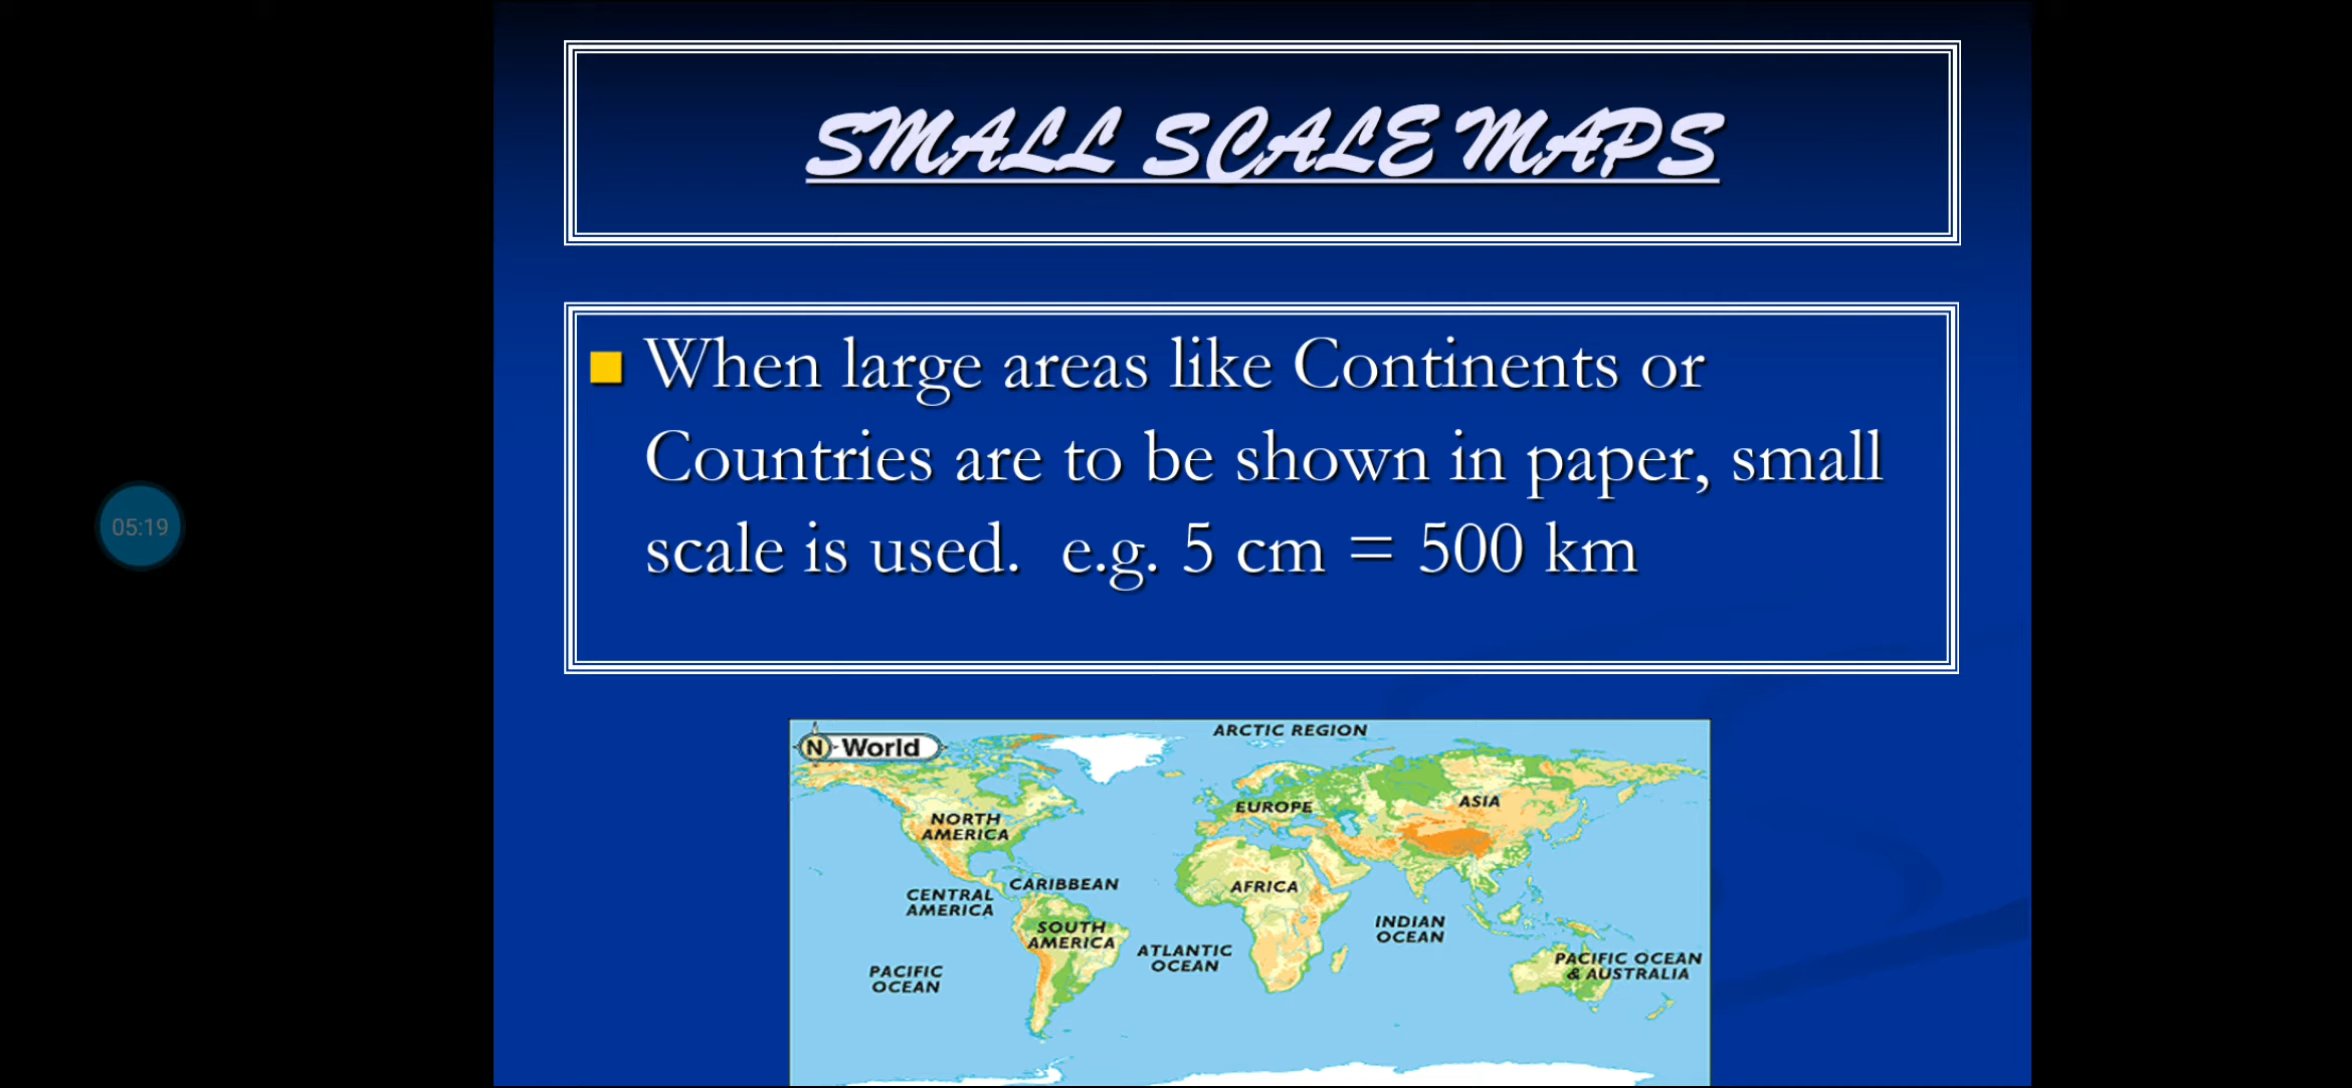 SMALL SCALE MAPS
When large areas like Continents or
Countries are to be shown in paper, small
scale is used. e.g. 5 cm = 500 km
05:19
ARCTIC REGION
N World
EUROPE
ASIA
NORTH
AMERICA
CARIBBEAN
AFRICA
CENTRAL
AMERICA
SOUTH
AMERICA
INDIAN
OCEAN
ATLANTIC
OCEAN
PACIFIC OCEAN
& AUSTRALIA
PACIFIC
OCEAN